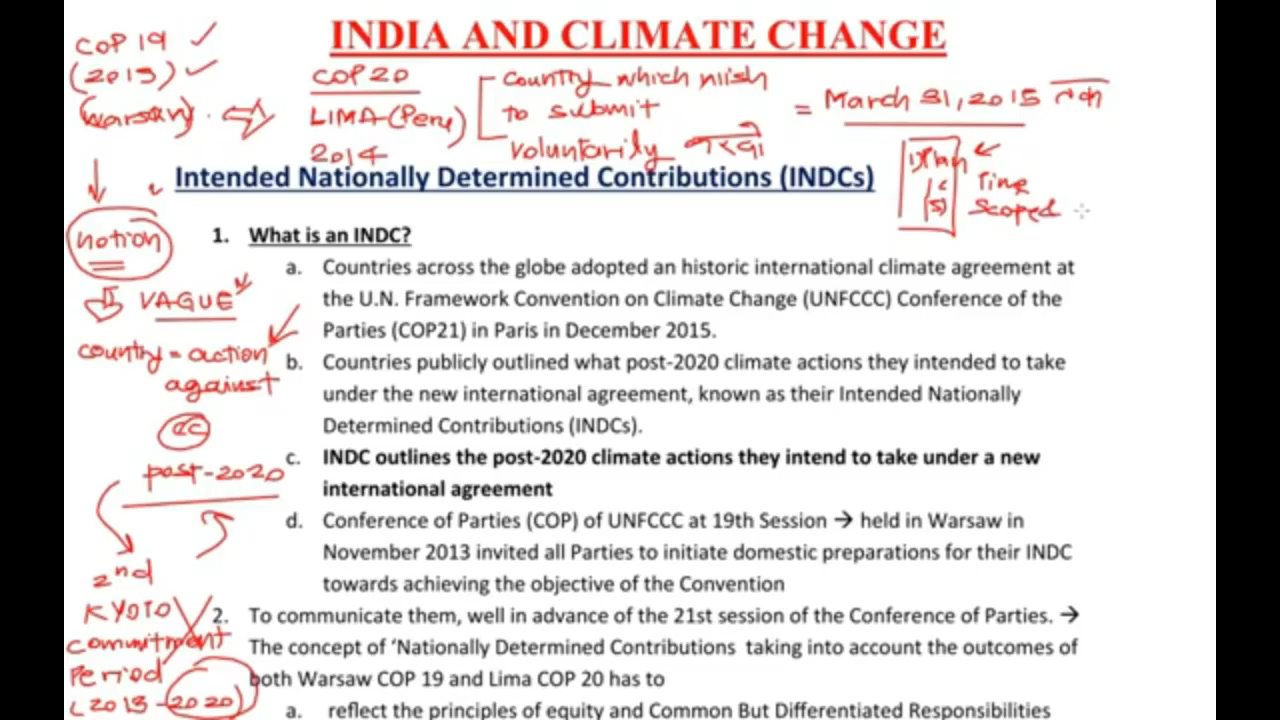 INDIA AND CLIMATE CHANGE
COP 19
(2013)
(Warsaw)
COP20
LIMA (Peru)
2014
country which wish
to submit
voluntarily
= March 31, 2015
Time
Scoped
notion
VAGUE
country = action
against
CC
post-2020
2nd
KYOTO
commitment
Period
(2013-2020)
Intended Nationally Determined Contributions (INDCs)
1. What is an INDC?
a. Countries across the globe adopted an historic international climate agreement at
the U.N. Framework Convention on Climate Change (UNFCCC) Conference of the
Parties (COP21) in Paris in December 2015.
b. Countries publicly outlined what post-2020 climate actions they intended to take
under the new international agreement, known as their Intended Nationally
Determined Contributions (INDCs).
c. INDC outlines the post-2020 climate actions they intend to take under a new
international agreement
d. Conference of Parties (COP) of UNFCCC at 19th Session → held in Warsaw in
November 2013 invited all Parties to initiate domestic preparations for their INDC
towards achieving the objective of the Convention
2. To communicate them, well in advance of the 21st session of the Conference of Parties. →
The concept of ‘Nationally Determined Contributions taking into account the outcomes of
both Warsaw COP 19 and Lima COP 20 has to
a. reflect the principles of equity and Common But Differentiated Responsibilities